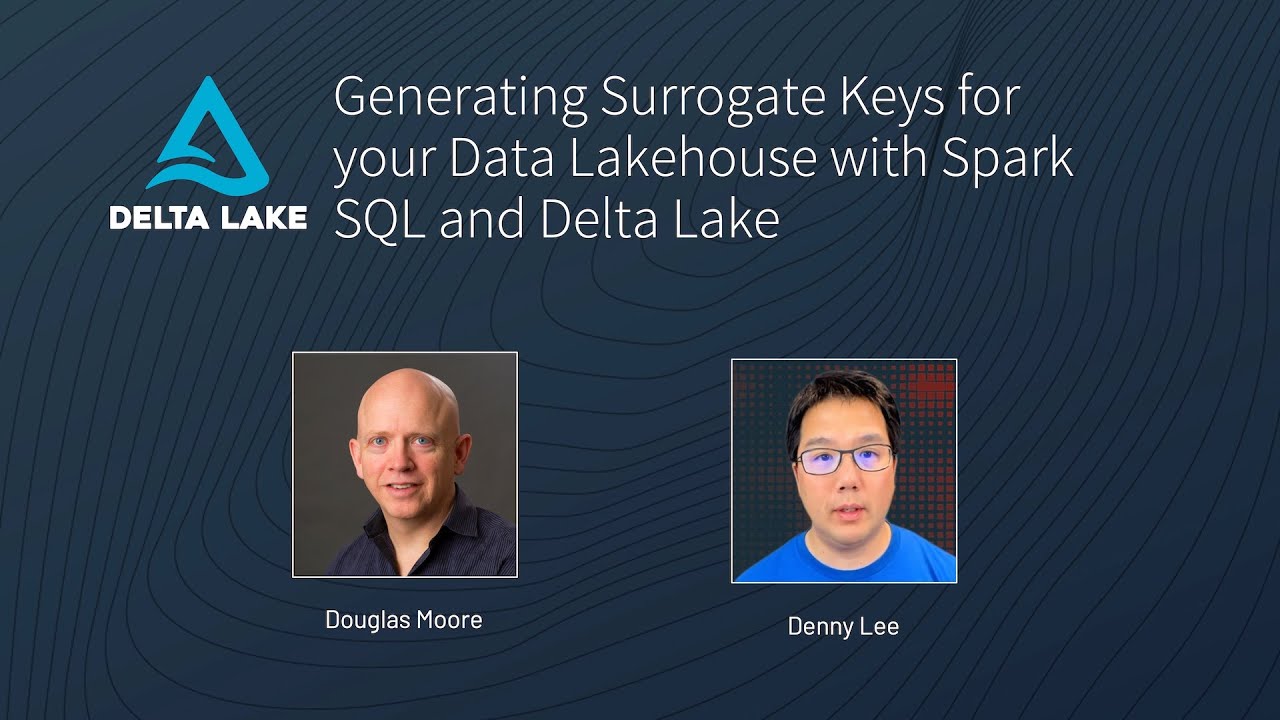 DELTA LAKE
Generating Surrogate Keys for
your Data Lakehouse with Spark
SQL and Delta Lake
Douglas Moore
Denny Lee